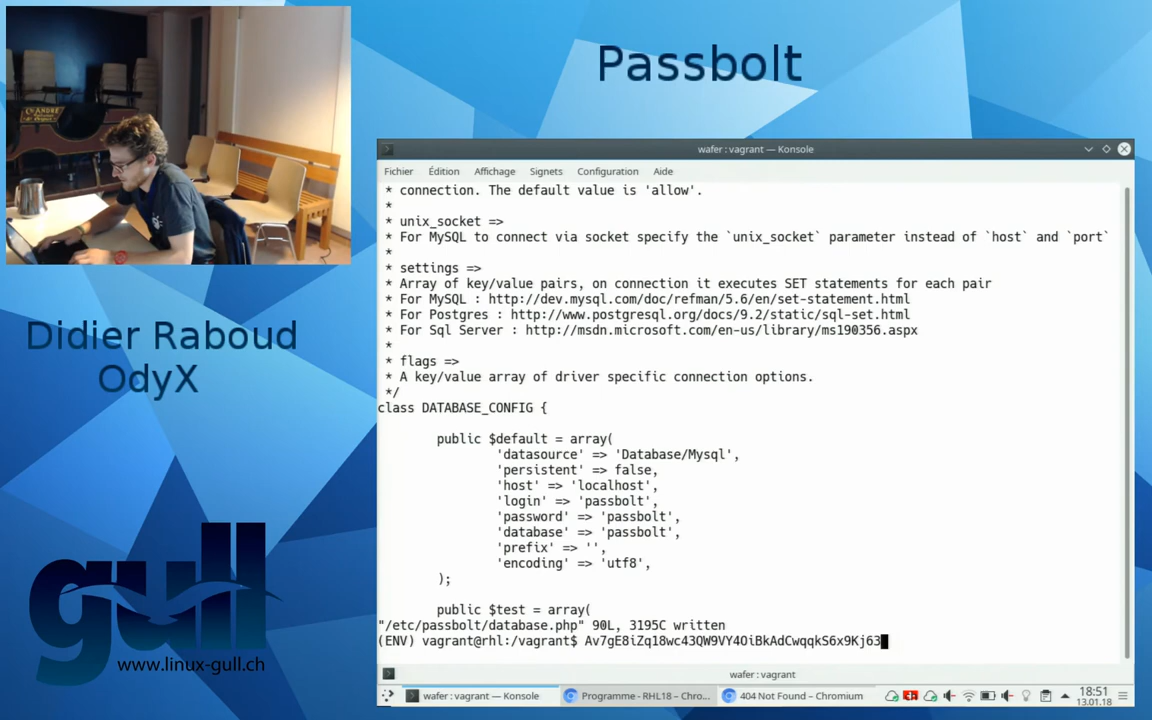 Passbolt
wafer : vagrant — Konsole
Fichier Édition Affichage Signets Configuration Aide
* connection. The default value is 'allow'.
*
* unix_socket =>
* For MySQL to connect via socket specify the `unix_socket` parameter instead of `host` and `port`
*
* settings =>
* Array of key/value pairs, on connection it executes SET statements for each pair
* For MySQL : http://dev.mysql.com/doc/refman/5.6/en/set-statement.html
* For Postgres : http://www.postgresql.org/docs/9.2/static/sql-set.html
* For Sql Server : http://msdn.microsoft.com/en-us/library/ms190356.aspx
*
* flags =>
* A key/value array of driver specific connection options.
*/
class DATABASE_CONFIG {
public $default = array(
'datasource' => 'Database/Mysql',
'persistent' => false,
'host' => 'localhost',
'login' => 'passbolt',
'password' => 'passbolt',
'database' => 'passbolt',
'prefix' => '',
'encoding' => 'utf8',
);
public $test = array(
"/etc/passbolt/database.php" 90L, 3195C written
(ENV) vagrant@rhl:/vagrant$ Av7gE8iZq18wc43QW9VY4OiBkAdCwqqkS6x9Kj63
wafer : vagrant
wafer : vagrant — Konsole
Programme - RHL18 – Chro...
404 Not Found – Chromium
18:51
13.01.18
Didier Raboud
OdyX
gull
www.linux-gull.ch